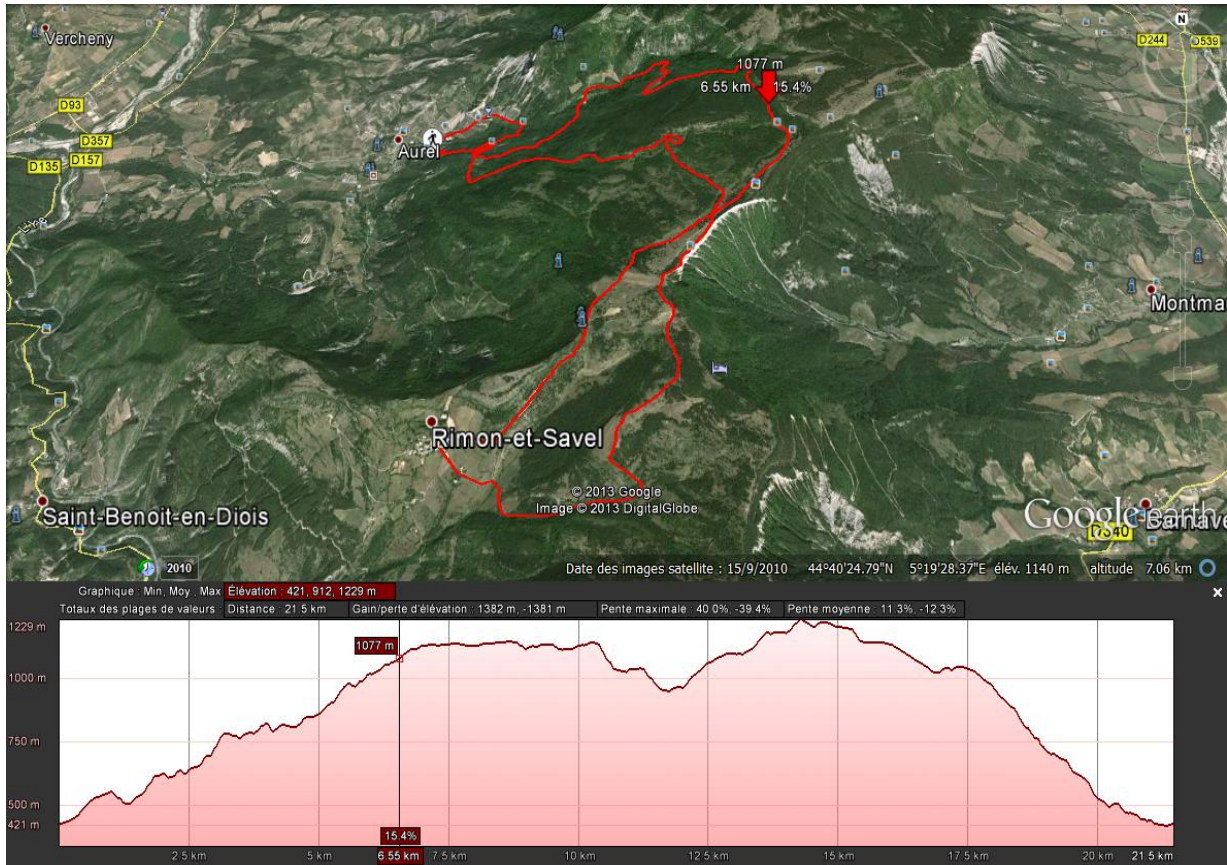 Vercheny
D93
D357
D157
D135
Aurel
1077 m
6.55 km
15.4%
N
D244
D539
Montma
Rimon-et-Savel
Saint-Benoit-en-Diois
© 2013 Google
Image © 2013 DigitalGlobe
Google earth
2010
Date des images satellite : 15/9/2010 44°40'24.79"N 5°19'28.37"E élév. 1140 m altitude 7.06 km
Graphique : Min, Moy , Max Élévation : 421, 912, 1229 m
Totaux des plages de valeurs : Distance : 21.5 km Gain/perte d'élévation : 1382 m, -1381 m Pente maximale : 40.0%, -39.4% Pente moyenne : 11.3%, -12.3%
1229 m
1077 m
1000 m
750 m
500 m
421 m
15.4%
2.5 km 5 km 6.55 km 7.5 km 10 km 12.5 km 15 km 17.5 km 20 km 21.5 km